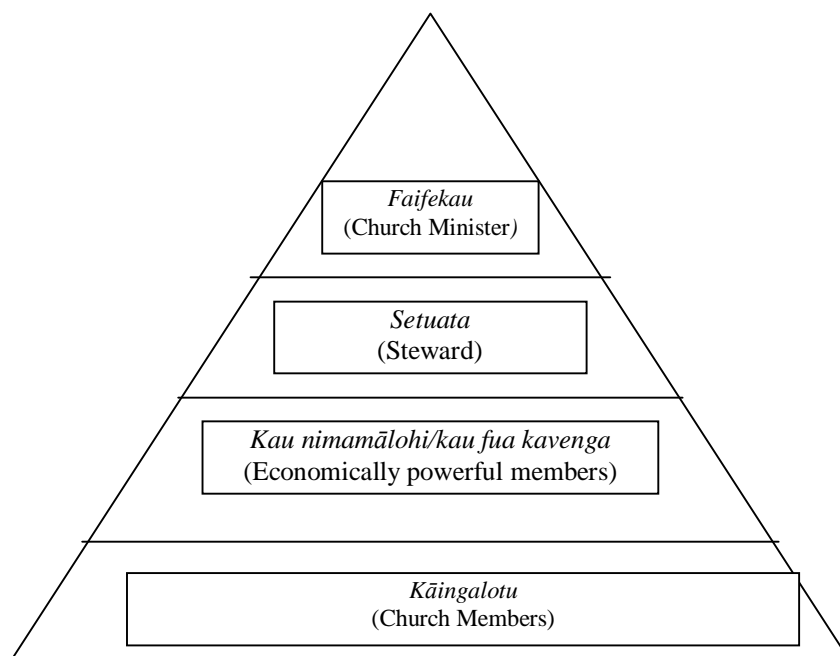 Faifekau
(Church Minister)
Setuata
(Steward)
Kau nimamālohi/kau fua kavenga
(Economically powerful members)
Kāingalotu
(Church Members)